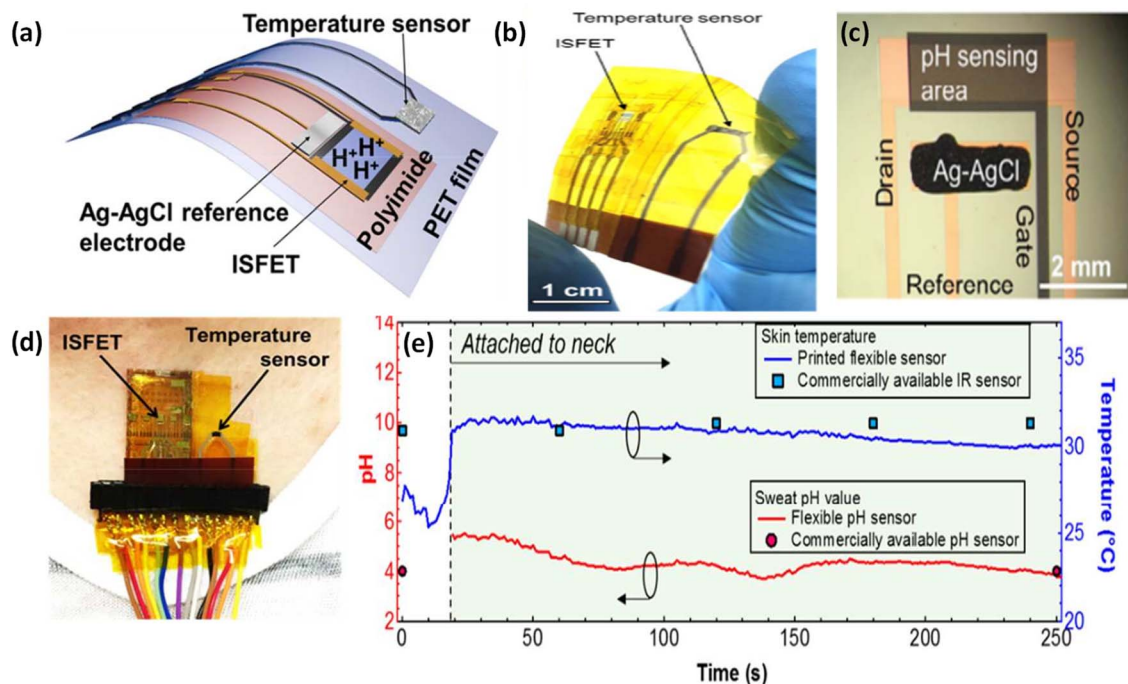 (a)
Temperature sensor
H+ H+
H+
Ag-AgCl reference
electrode
ISFET
Polyimide
PET film
(b)
Temperature sensor
ISFET
1 cm
(c)
pH sensing
area
Ag-AgCl
Drain
Source
Gate
Reference
2 mm
(d)
ISFET
Temperature
sensor
(e)
Attached to neck
Skin temperature
Printed flexible sensor
Commercially available IR sensor
Sweat pH value
Flexible pH sensor
Commercially available pH sensor
pH
14
12
10
8
6
4
2
Temperature (°C)
35
30
25
20
0
50
100
150
200
250
Time (s)